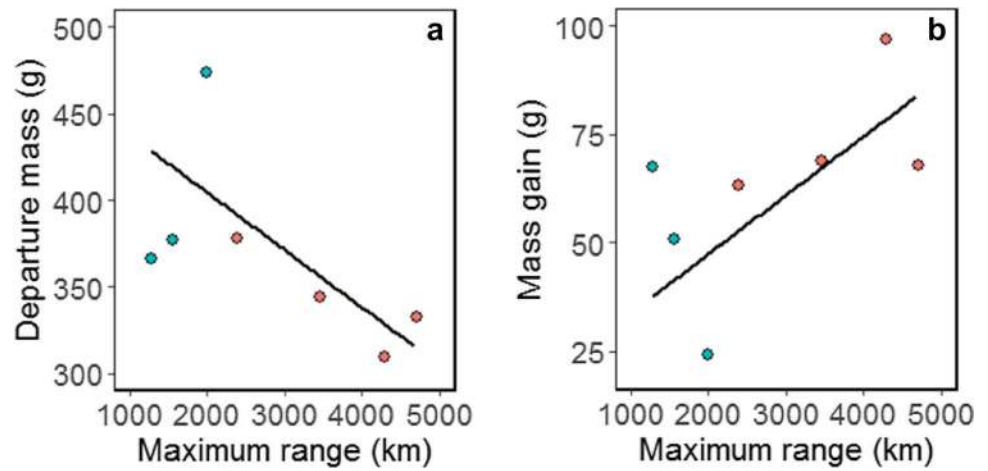 a
Departure mass (g)
500
450
400
350
300
1000 2000 3000 4000 5000
Maximum range (km)
b
Mass gain (g)
100
75
50
25
1000 2000 3000 4000 5000
Maximum range (km)